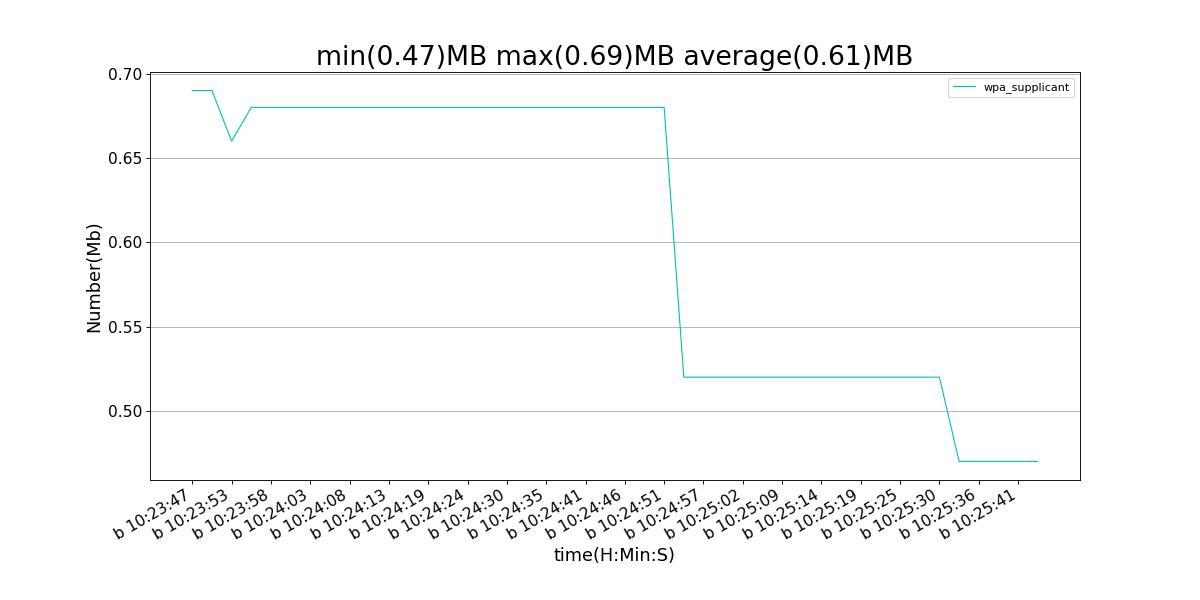 min(0.47)MB max(0.69)MB average(0.61)MB
wpa_supplicant
Number(Mb)
0.70
0.65
0.60
0.55
0.50
b 10:23:47
b 10:23:53
b 10:23:58
b 10:24:03
b 10:24:08
b 10:24:13
b 10:24:19
b 10:24:24
b 10:24:30
b 10:24:35
b 10:24:41
b 10:24:46
b 10:24:51
b 10:24:57
b 10:25:02
b 10:25:09
b 10:25:14
b 10:25:19
b 10:25:25
b 10:25:30
b 10:25:36
b 10:25:41
time(H:Min:S)